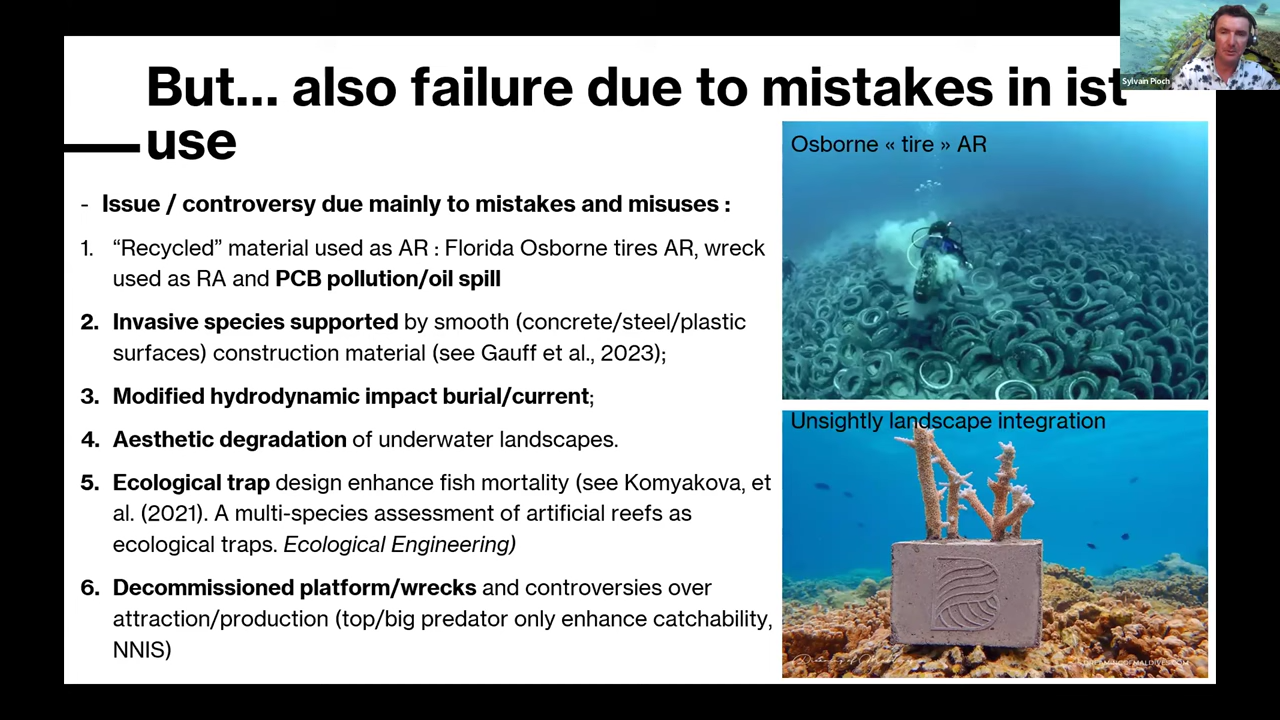 But... also failure due to mistakes in ist
use
Sylvain Pioch
- Issue / controversy due mainly to mistakes and misuses :
1. “Recycled” material used as AR : Florida Osborne tires AR, wreck
used as RA and PCB pollution/oil spill
2. Invasive species supported by smooth (concrete/steel/plastic
surfaces) construction material (see Gauff et al., 2023);
3. Modified hydrodynamic impact burial/current;
4. Aesthetic degradation of underwater landscapes.
5. Ecological trap design enhance fish mortality (see Komyakova, et
al. (2021). A multi-species assessment of artificial reefs as
ecological traps. Ecological Engineering)
6. Decommissioned platform/wrecks and controversies over
attraction/production (top/big predator only enhance catchability,
NNIS)
Osborne « tire » AR
Unsightly landscape integration